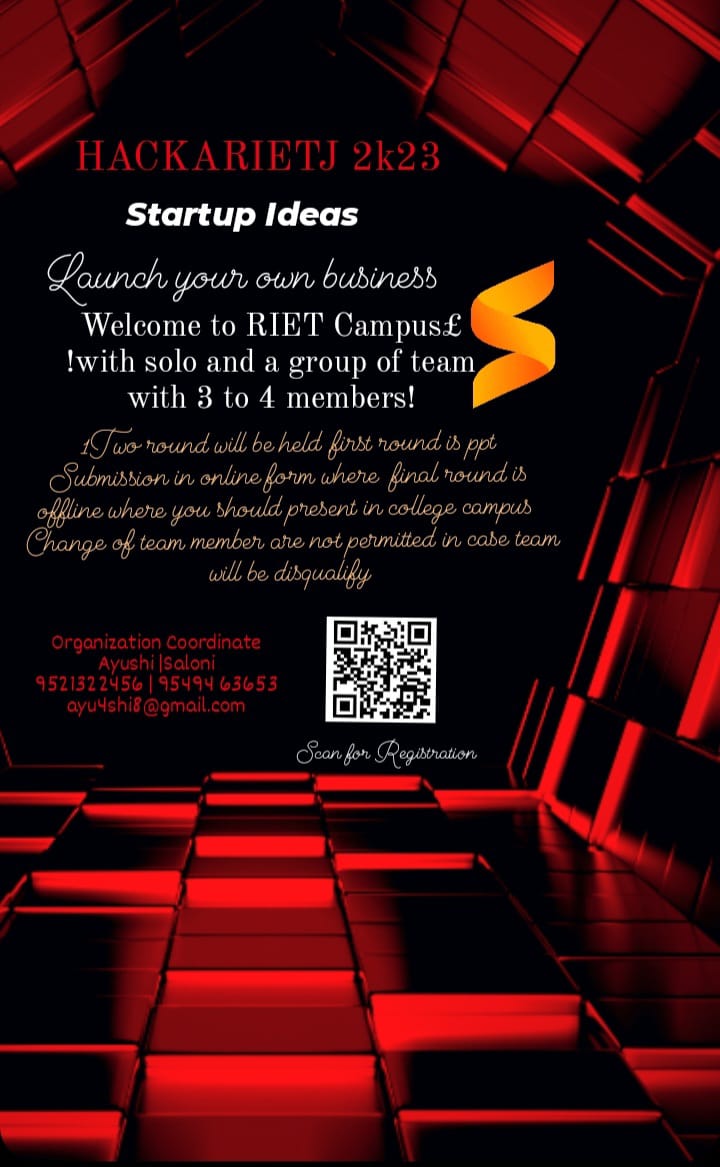 HACKARIETJ 2k23
Startup Ideas
Launch your own business
Welcome to RIET Campus£
!with solo and a group of team
with 3 to 4 members!
1Two round will be held first round is ppt
Submission in online form where final round is
offline where you should present in college campus
Change of team member are not permitted in case team
will be disqualify
Organization Coordinate
Ayushi |Saloni
9521322456 | 95494 63653
ayu4shi8@gmail.com
Scan for Registration